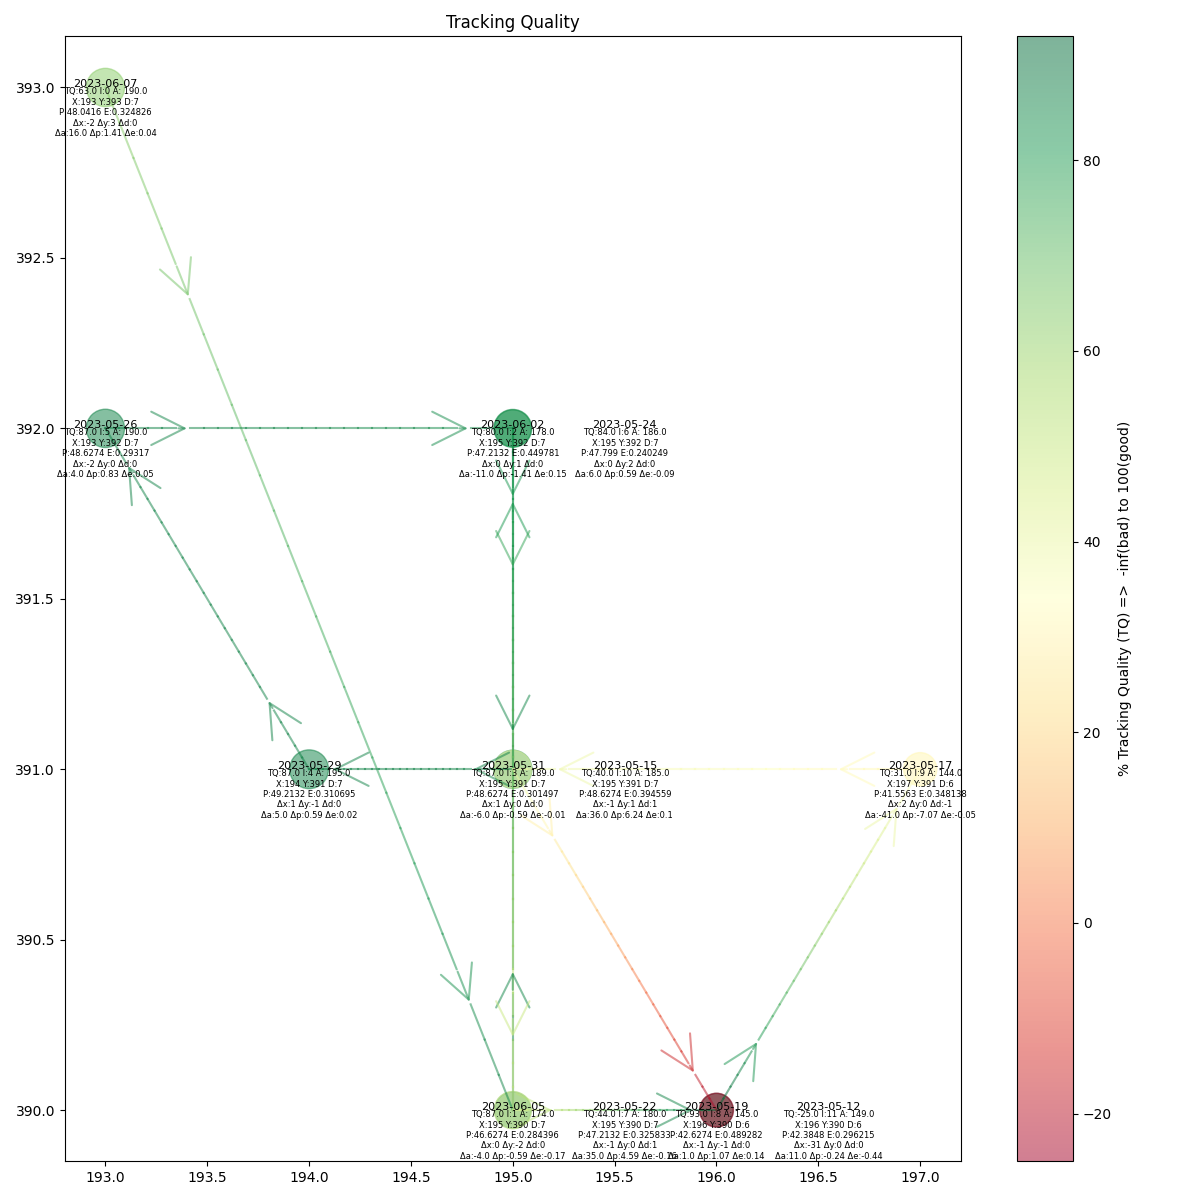 Tracking Quality
393.0
392.5
392.0
391.5
391.0
390.5
390.0
193.0
193.5
194.0
194.5
195.0
195.5
196.0
196.5
197.0
2023-06-07
TQ:63.0 I:0 A: 190.0
X:193 Y:393 D:7
P:48.0416 E:0.324826
Δx:-2 Δy:3 Δd:0
Δa:16.0 Δp:1.41 Δe:0.04
2023-05-26
TQ:87.0 I:5 A: 190.0
X:193 Y:392 D:7
P:48.6274 E:0.29317
Δx:-2 Δy:0 Δd:0
Δa:4.0 Δp:0.83 Δe:0.05
2023-06-02
TQ:80.0 I:2 A: 178.0
X:195 Y:392 D:7
P:47.2132 E:0.449781
Δx:0 Δy:1 Δd:0
Δa:-11.0 Δp:-1.41 Δe:0.15
2023-05-24
TQ:84.0 I:6 A: 186.0
X:195 Y:392 D:7
P:47.799 E:0.240249
Δx:0 Δy:2 Δd:0
Δa:6.0 Δp:0.59 Δe:-0.09
2023-05-29
TQ:87.0 I:4 A: 195.0
X:194 Y:391 D:7
P:49.2132 E:0.310695
Δx:1 Δy:-1 Δd:0
Δa:5.0 Δp:0.59 Δe:0.02
2023-05-31
TQ:87.0 I:3 A: 189.0
X:195 Y:391 D:7
P:48.6274 E:0.301497
Δx:1 Δy:0 Δd:0
Δa:-6.0 Δp:-0.59 Δe:-0.01
2023-05-15
TQ:40.0 I:10 A: 185.0
X:195 Y:391 D:7
P:48.6274 E:0.394559
Δx:-1 Δy:1 Δd:1
Δa:36.0 Δp:6.24 Δe:0.1
2023-05-17
TQ:31.0 I:9 A: 144.0
X:197 Y:391 D:6
P:41.5563 E:0.348138
Δx:2 Δy:0 Δd:-1
Δa:-41.0 Δp:-7.07 Δe:-0.05
2023-06-05
TQ:87.0 I:1 A: 174.0
X:195 Y:390 D:7
P:46.6274 E:0.284396
Δx:0 Δy:-2 Δd:0
Δa:-4.0 Δp:-0.59 Δe:-0.17
2023-05-22
TQ:44.0 I:7 A: 180.0
X:195 Y:390 D:7
P:47.2132 E:0.325833
Δx:-1 Δy:0 Δd:1
Δa:35.0 Δp:4.59
2023-05-19
TQ:93.0 I:8 A: 145.0
X:196 Y:390 D:6
P:42.6274 E:0.489282
Δx:-1 Δy:-1 Δd:0
Δp:1.07 Δe:0.14
2023-05-12
TQ:-25.0 I:11 A: 149.0
X:196 Y:390 D:6
P:42.3848 E:0.296215
Δx:-31 Δy:0 Δd:0
Δa:11.0 Δp:-0.24 Δe:-0.44
80
60
40
20
0
−20
% Tracking Quality (TQ) => -inf(bad) to 100(good)